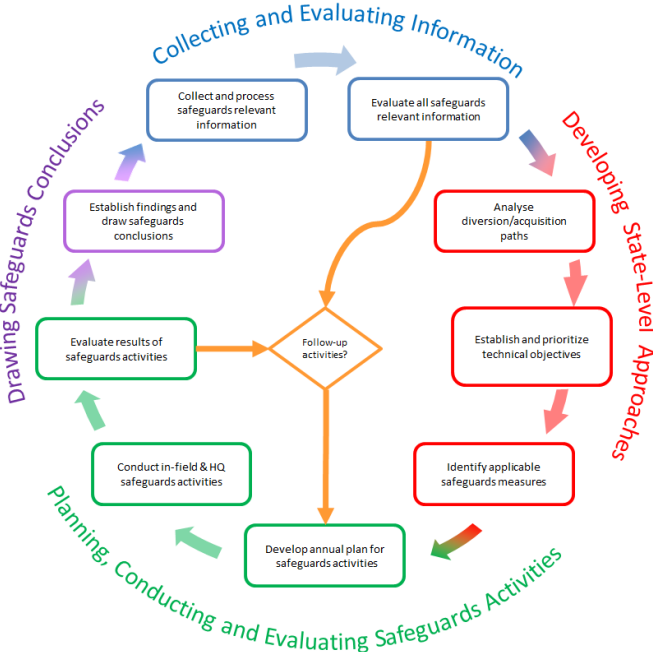 Collecting and Evaluating Information
Collect and process
safeguards relevant
information
Evaluate all safeguards
relevant information
Developing State-Level Approaches
Analyse
diversion/acquisition
paths
Establish and prioritize
technical objectives
Identify applicable
safeguards measures
Planning, Conducting and Evaluating Safeguards Activities
Develop annual plan for
safeguards activities
Conduct in-field & HQ
safeguards activities
Evaluate results of
safeguards activities
Drawing Safeguards Conclusions
Establish findings and
draw safeguards
conclusions
Follow-up
activities?